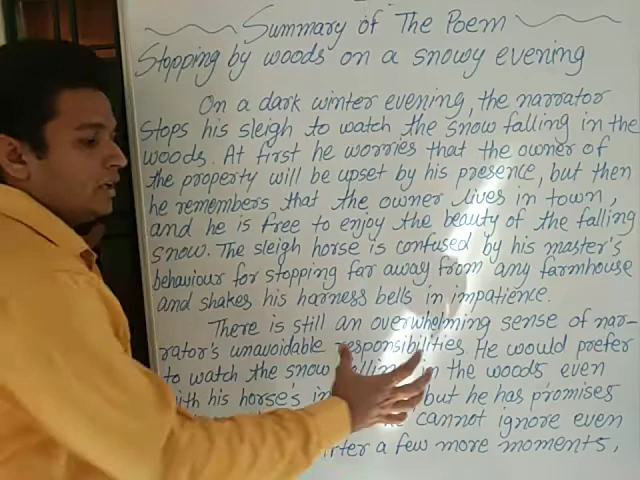 Summary of The Poem
Stopping by woods on a snowy evening
On a dark winter evening, the narrator
stops his sleigh to watch the snow falling in the
woods. At first he worries that the owner of
the property will be upset by his presence, but then
he remembers that the owner lives in town,
and he is free to enjoy the beauty of the falling
snow. The sleigh horse is confused by his master's
behaviour for stopping far away from any farmhouse
and shakes his harness bells in impatience.
There is still an overwhelming sense of nar-
rator's unavoidable responsibilities. He would prefer
to watch the snow in the woods even
his horse's but he has promises
cannot ignore even
a few more moments,